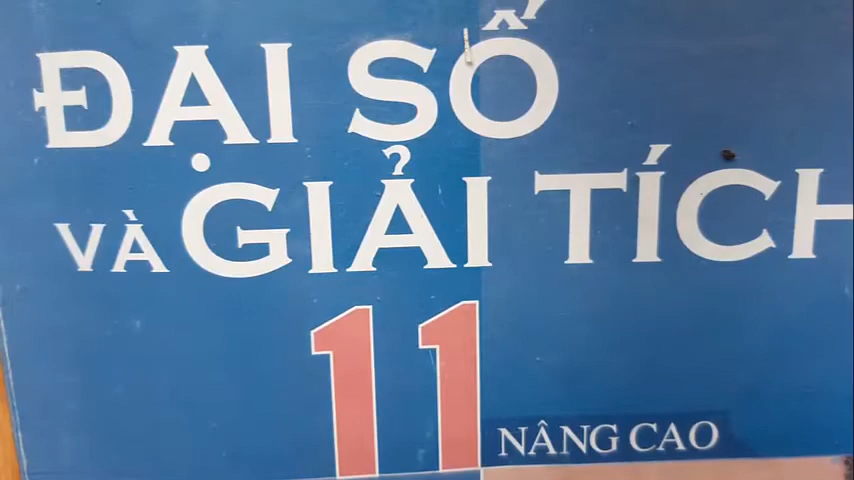 ĐẠI SỐ
VÀ GIẢI TÍCH
11
NÂNG CAO